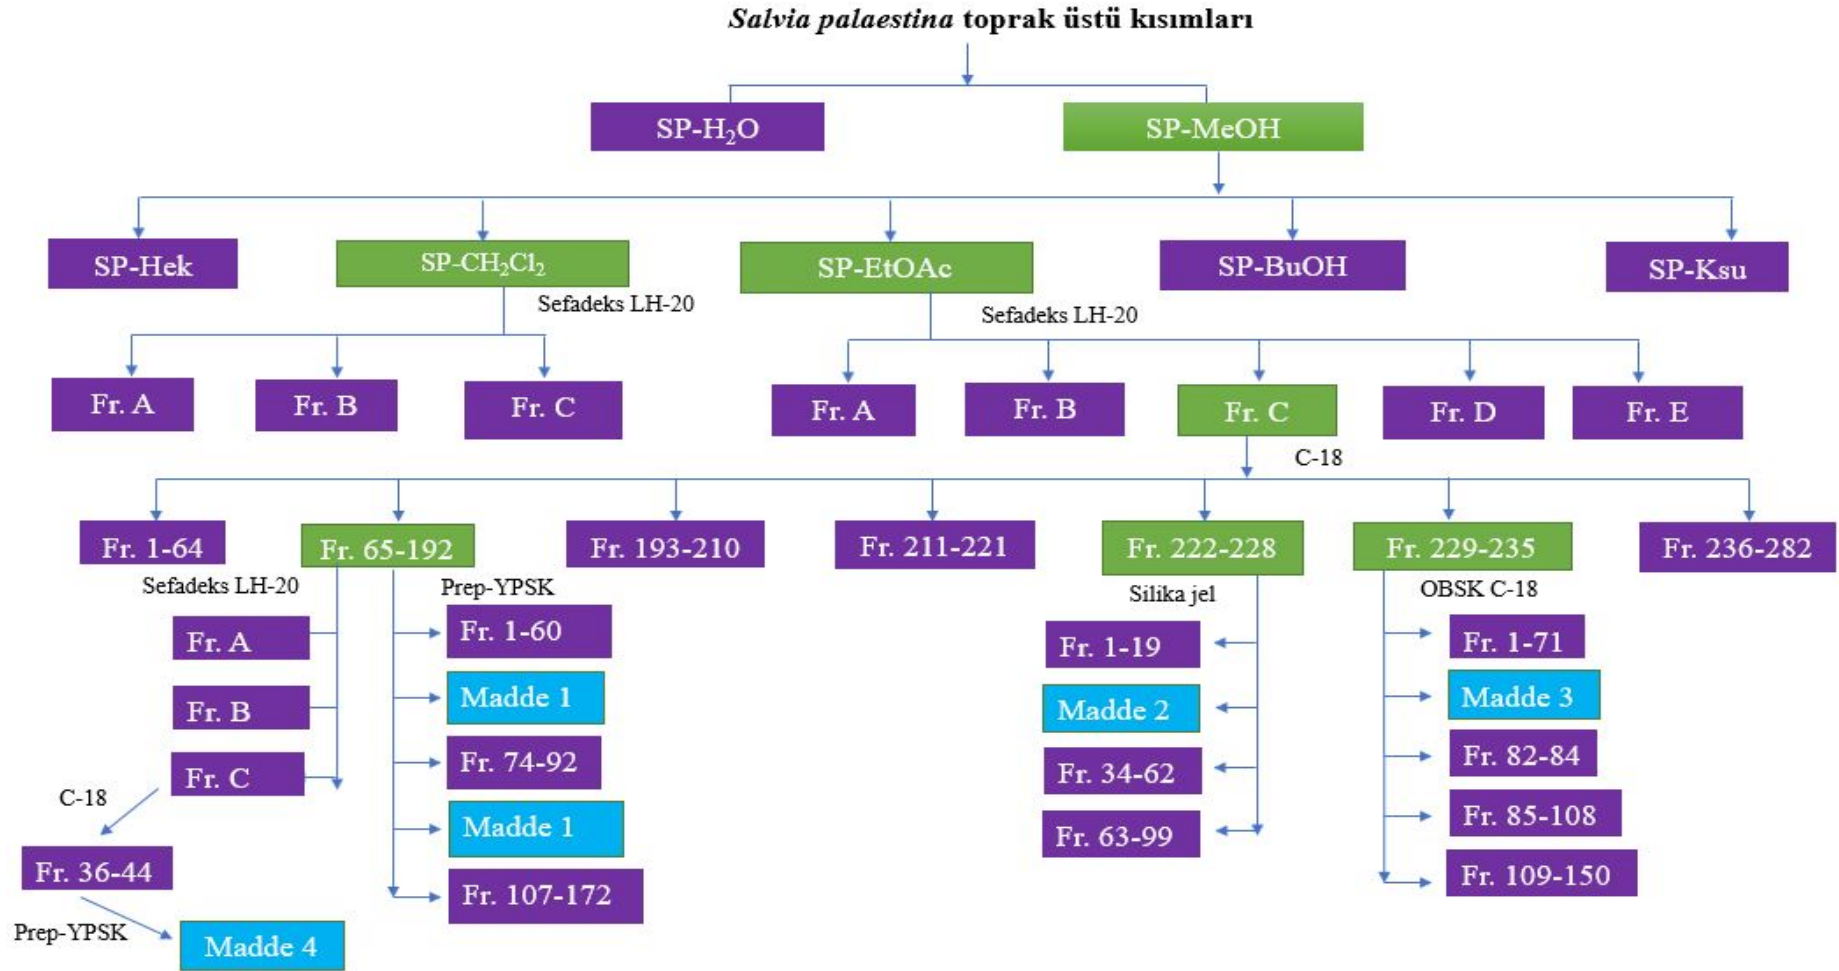 Salvia palaestina toprak üstü kısımları
SP-H₂O
SP-MeOH
SP-Hek
SP-CH₂Cl₂
SP-EtOAc
SP-BuOH
SP-Ksu
Sefadeks LH-20
Sefadeks LH-20
Fr. A
Fr. B
Fr. C
Fr. A
Fr. B
Fr. C
Fr. D
Fr. E
C-18
Fr. 1-64
Fr. 65-192
Fr. 193-210
Fr. 211-221
Fr. 222-228
Fr. 229-235
Fr. 236-282
Sefadeks LH-20
Fr. A
Fr. B
Fr. C
C-18
Fr. 36-44
Prep-YPSK
Madde 4
Prep-YPSK
Fr. 1-60
Madde 1
Fr. 74-92
Madde 1
Fr. 107-172
Silika jel
Fr. 1-19
Madde 2
Fr. 34-62
Fr. 63-99
OBSK C-18
Fr. 1-71
Madde 3
Fr. 82-84
Fr. 85-108
Fr. 109-150